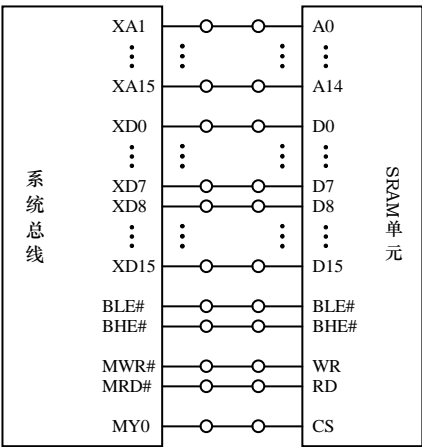 XA1 A0
XA15 A14
XD0 D0
XD7 D7
XD8 D8
XD15 D15
BLE# BLE#
BHE# BHE#
MWR# WR
MRD# RD
MY0 CS
系统总线
SRAM单元